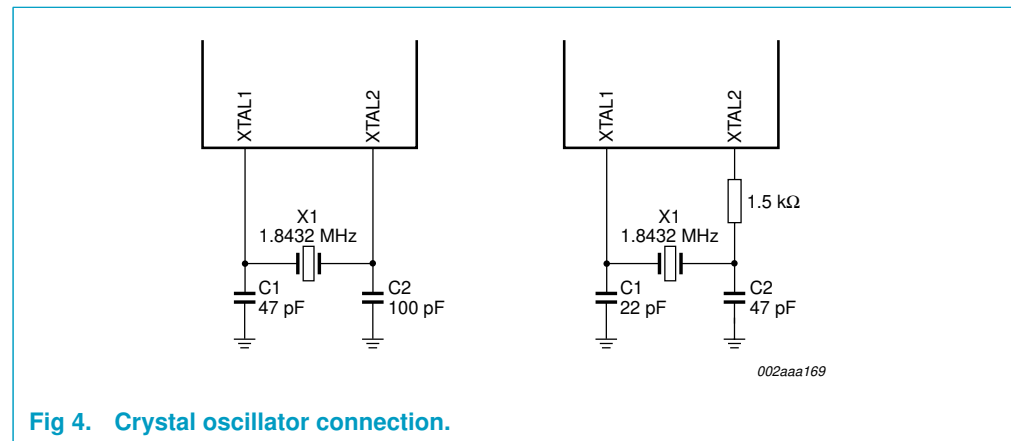 XTAL1
XTAL2
X1
1.8432 MHz
C1
47 pF
C2
100 pF
XTAL1
XTAL2
1.5 kΩ
X1
1.8432 MHz
C1
22 pF
C2
47 pF
002aaa169
Fig 4. Crystal oscillator connection.